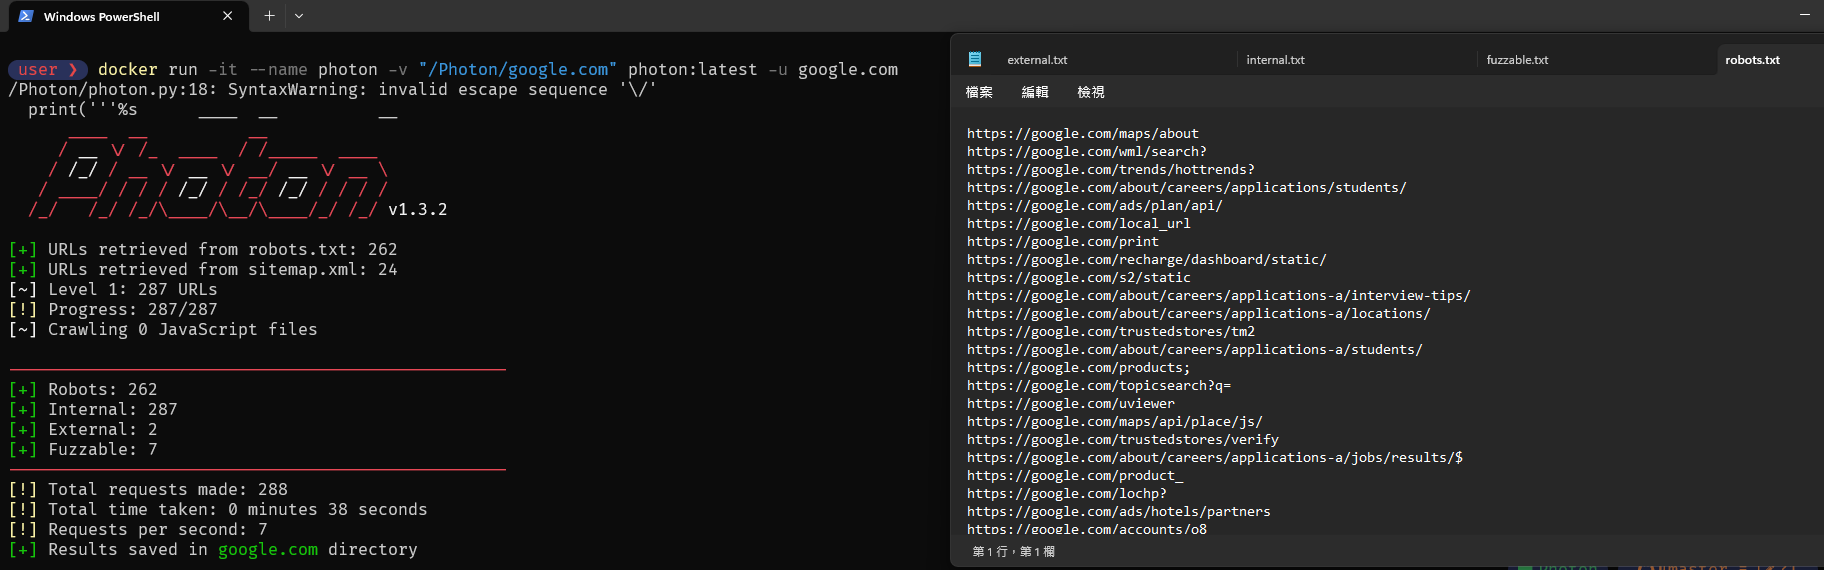 Windows PowerShell
user ❯ docker run -it --name photon -v "/Photon/google.com" photon:latest -u google.com
/Photon/photon.py:18: SyntaxWarning: invalid escape sequence '\/'
print('''%s
Photon
v1.3.2
[+] URLs retrieved from robots.txt: 262
[+] URLs retrieved from sitemap.xml: 24
[~] Level 1: 287 URLs
[!] Progress: 287/287
[~] Crawling 0 JavaScript files
[+] Robots: 262
[+] Internal: 287
[+] External: 2
[+] Fuzzable: 7
[!] Total requests made: 288
[!] Total time taken: 0 minutes 38 seconds
[!] Requests per second: 7
[+] Results saved in google.com directory
external.txt internal.txt fuzzable.txt robots.txt
檔案 編輯 檢視
https://google.com/maps/about
https://google.com/wml/search?
https://google.com/trends/hottrends?
https://google.com/about/careers/applications/students/
https://google.com/ads/plan/api/
https://google.com/local_url
https://google.com/print
https://google.com/recharge/dashboard/static/
https://google.com/s2/static
https://google.com/about/careers/applications-a/interview-tips/
https://google.com/about/careers/applications-a/locations/
https://google.com/trustedstores/tm2
https://google.com/about/careers/applications-a/students/
https://google.com/products;
https://google.com/topicsearch?q=
https://google.com/uviewer
https://google.com/maps/api/place/js/
https://google.com/trustedstores/verify
https://google.com/about/careers/applications-a/jobs/results/$
https://google.com/product_
https://google.com/lochp?
https://google.com/ads/hotels/partners
https://google.com/accounts/o8
第 1 行，第 1 欄